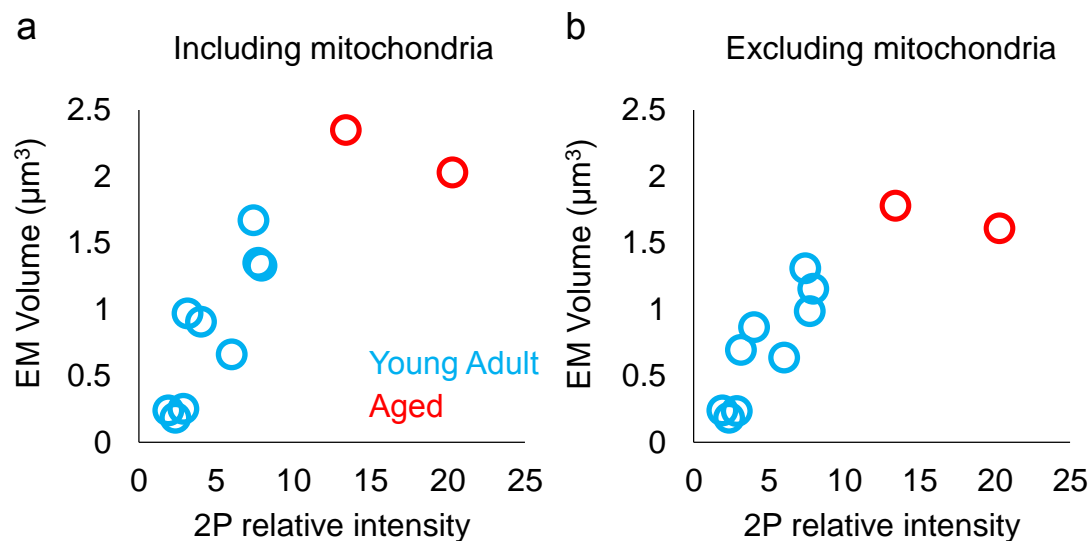 a
Including mitochondria
EM Volume (µm³)
2.5
2
1.5
1
0.5
0
0 5 10 15 20 25
2P relative intensity
Young Adult
Aged
b
Excluding mitochondria
EM Volume (µm³)
2.5
2
1.5
1
0.5
0
0 5 10 15 20 25
2P relative intensity